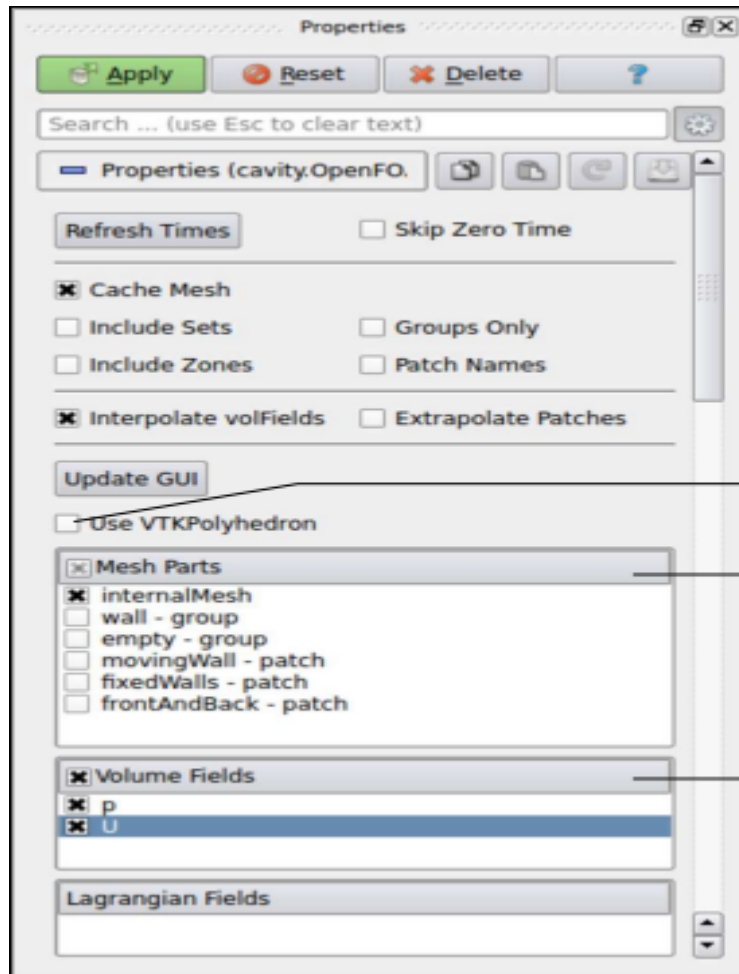 Properties
Apply Reset Delete ?
Search ... (use Esc to clear text)
Properties (cavity.OpenFO.
Refresh Times Skip Zero Time
Cache Mesh
Include Sets Groups Only
Include Zones Patch Names
Interpolate volFields Extrapolate Patches
Update GUI
Use VTKPolyhedron
Mesh Parts
internalMesh
wall - group
empty - group
movingWall - patch
fixedWalls - patch
frontAndBack - patch
Volume Fields
p
U
Lagrangian Fields